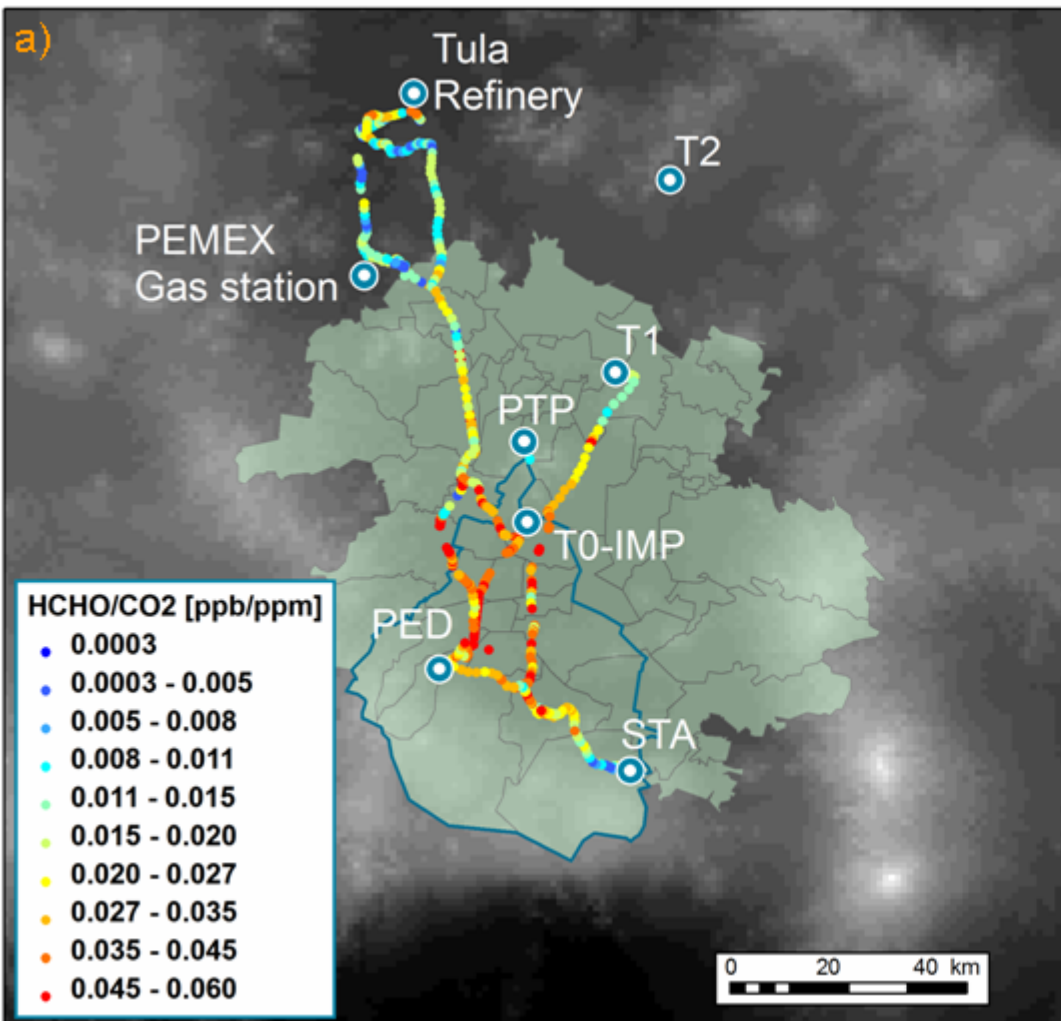 a)
Tula
Refinery
T2
PEMEX
Gas station
T1
PTP
T0-IMP
PED
STA
HCHO/CO2 [ppb/ppm]
0.0003
0.0003 - 0.005
0.005 - 0.008
0.008 - 0.011
0.011 - 0.015
0.015 - 0.020
0.020 - 0.027
0.027 - 0.035
0.035 - 0.045
0.045 - 0.060
0 20 40 km